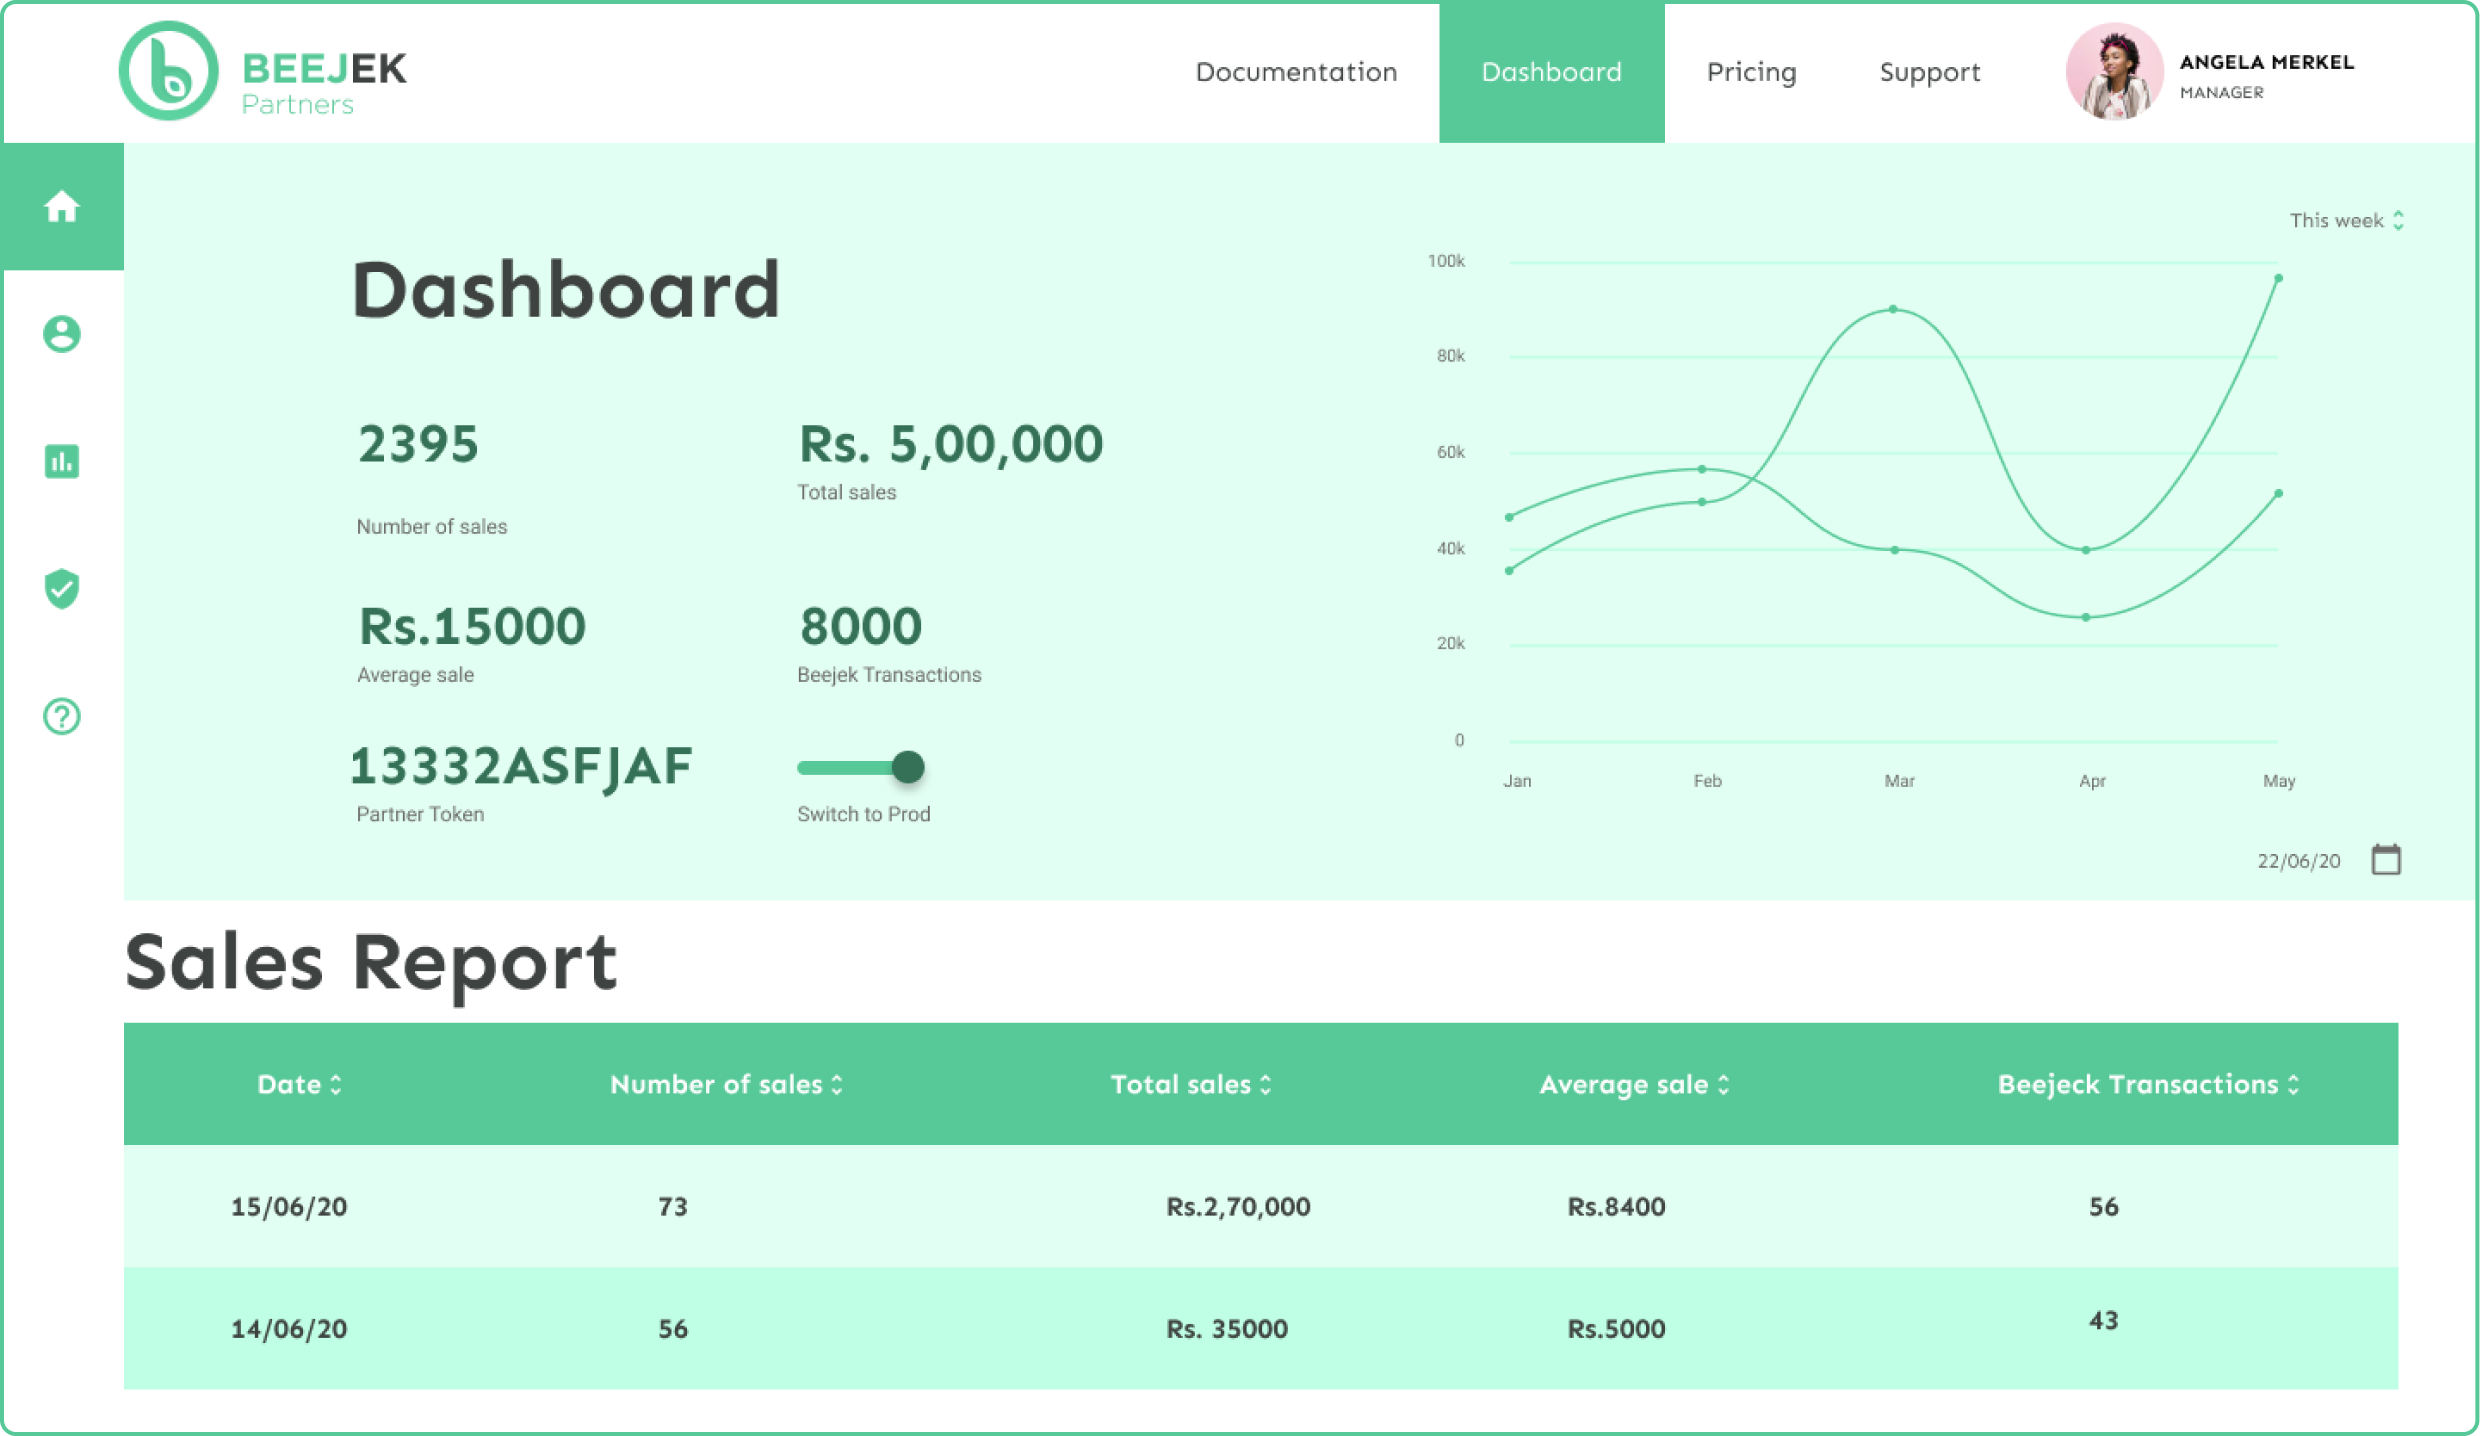 BEEJEK
Partners
Documentation
Dashboard
Pricing
Support
ANGELA MERKEL
MANAGER
This week
Dashboard
2395
Number of sales
Rs. 5,00,000
Total sales
Rs.15000
Average sale
8000
Beejek Transactions
13332ASFJAF
Partner Token
Switch to Prod
100k
80k
60k
40k
20k
0
Jan Feb Mar Apr May
22/06/20
Sales Report
Date Number of sales Total sales Average sale Beejeck Transactions
15/06/20 73 Rs.2,70,000 Rs.8400 56
14/06/20 56 Rs. 35000 Rs.5000 43